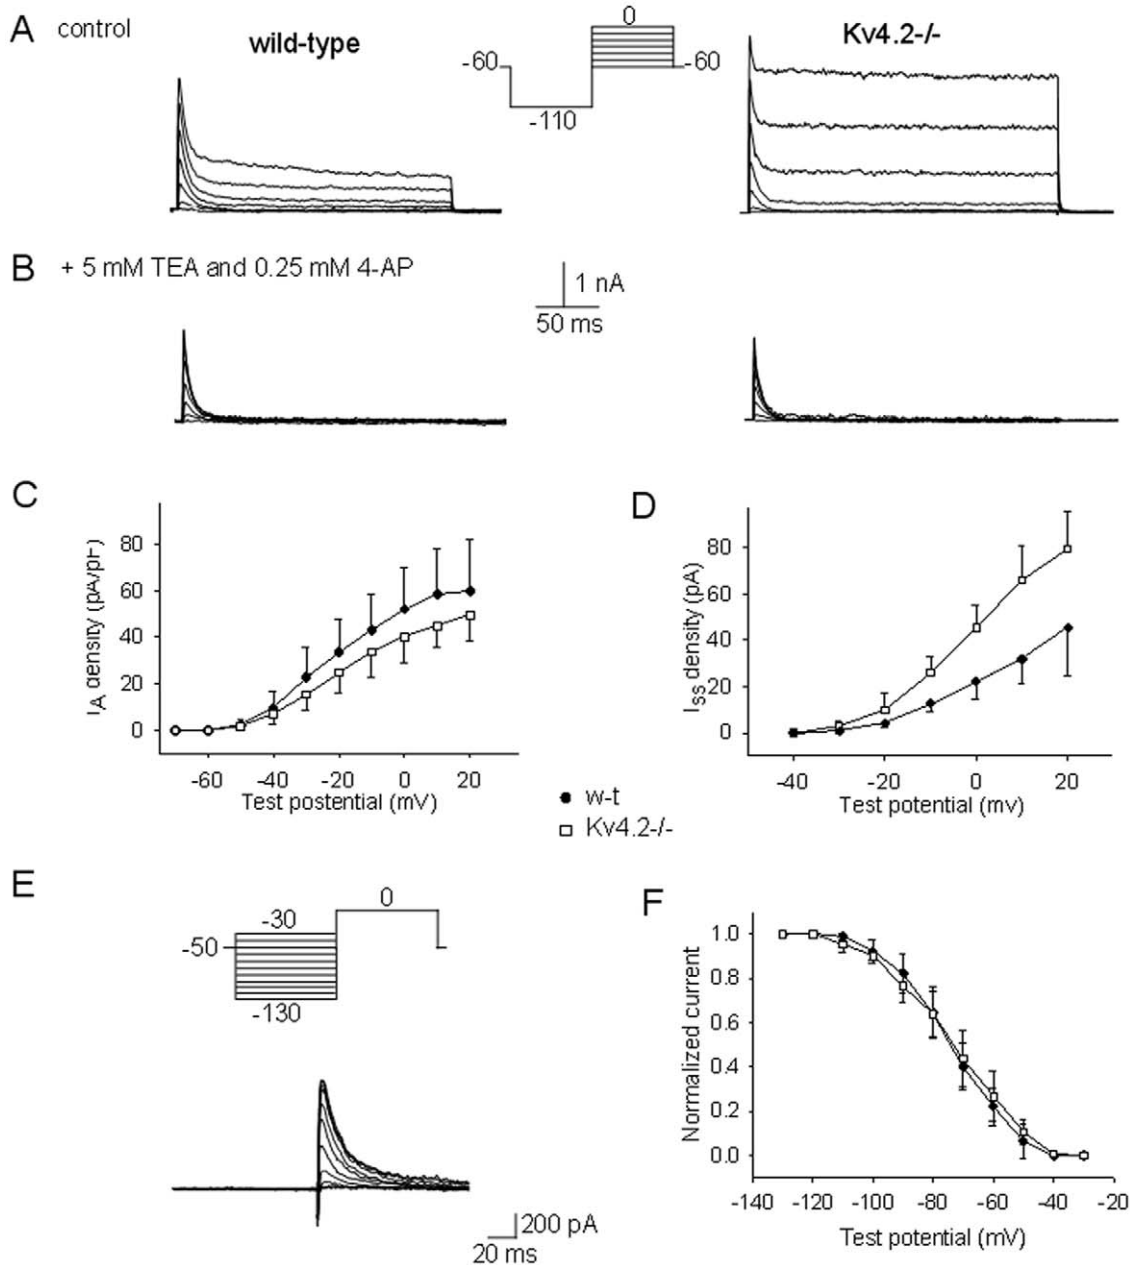 A control
wild-type
0
-60
-60
-110
Kv4.2-/-
B + 5 mM TEA and 0.25 mM 4-AP
1 nA
50 ms
C
I_A density (pA/pF)
80
60
40
20
0
-60 -40 -20 0 20
Test postential (mV)
D
I_SS density (pA)
80
60
40
20
0
-40 -20 0 20
Test potential (mV)
w-t
Kv4.2-/-
E
0
-30
-50
-130
200 pA
20 ms
F
Normalized current
1.0
0.8
0.6
0.4
0.2
0.0
-140 -120 -100 -80 -60 -40 -20
Test potential (mV)